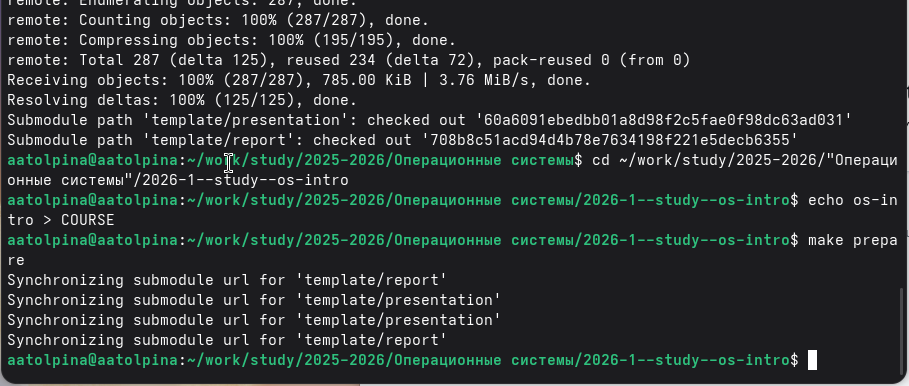 remote: Enumerating objects: 287, done.
remote: Counting objects: 100% (287/287), done.
remote: Compressing objects: 100% (195/195), done.
remote: Total 287 (delta 125), reused 234 (delta 72), pack-reused 0 (from 0)
Receiving objects: 100% (287/287), 785.00 KiB | 3.76 MiB/s, done.
Resolving deltas: 100% (125/125), done.
Submodule path 'template/presentation': checked out '60a6091ebedbb01a8d98f2c5fae0f98dc63ad031'
Submodule path 'template/report': checked out '708b8c51acd94d4b78e7634198f221e5decb6355'
aatolpina@aatolpina:~/work/study/2025-2026/Операционные системы$ cd ~/work/study/2025-2026/"Операци
онные системы"/2026-1--study--os-intro
aatolpina@aatolpina:~/work/study/2025-2026/Операционные системы/2026-1--study--os-intro$ echo os-in
tro > COURSE
aatolpina@aatolpina:~/work/study/2025-2026/Операционные системы/2026-1--study--os-intro$ make prepa
re
Synchronizing submodule url for 'template/report'
Synchronizing submodule url for 'template/presentation'
Synchronizing submodule url for 'template/presentation'
Synchronizing submodule url for 'template/report'
aatolpina@aatolpina:~/work/study/2025-2026/Операционные системы/2026-1--study--os-intro$